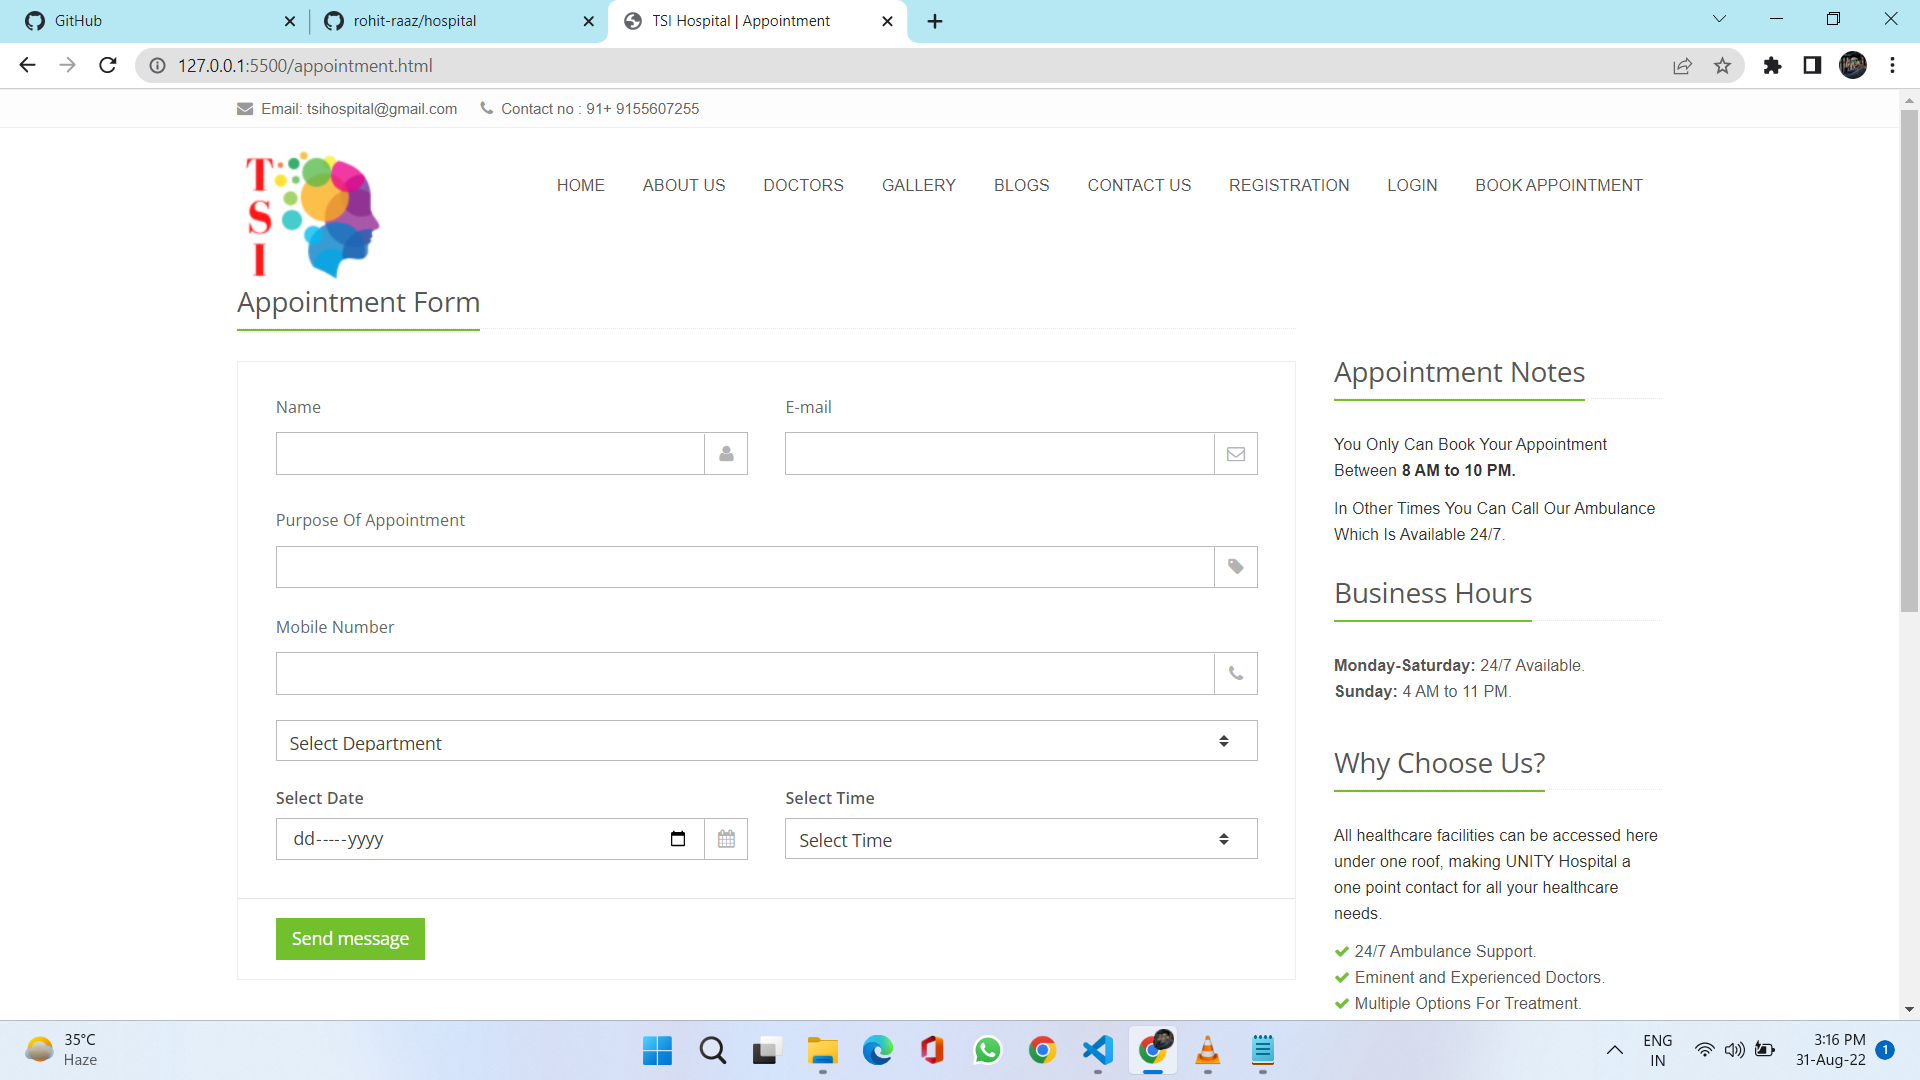 GitHub
rohit-raaz/hospital
TSI Hospital | Appointment
127.0.0.1:5500/appointment.html
Email: tsihospital@gmail.com
Contact no : 91+ 9155607255
T
S
I
HOME
ABOUT US
DOCTORS
GALLERY
BLOGS
CONTACT US
REGISTRATION
LOGIN
BOOK APPOINTMENT
Appointment Form
Name
E-mail
Purpose Of Appointment
Mobile Number
Select Department
Select Date
Select Time
dd-----yyyy
Select Time
Send message
Appointment Notes
You Only Can Book Your Appointment
Between 8 AM to 10 PM.
In Other Times You Can Call Our Ambulance
Which Is Available 24/7.
Business Hours
Monday-Saturday: 24/7 Available.
Sunday: 4 AM to 11 PM.
Why Choose Us?
All healthcare facilities can be accessed here
under one roof, making UNITY Hospital a
one point contact for all your healthcare
needs.
24/7 Ambulance Support.
Eminent and Experienced Doctors.
Multiple Options For Treatment.
35°C
Haze
ENG
IN
3:16 PM
31-Aug-22
1